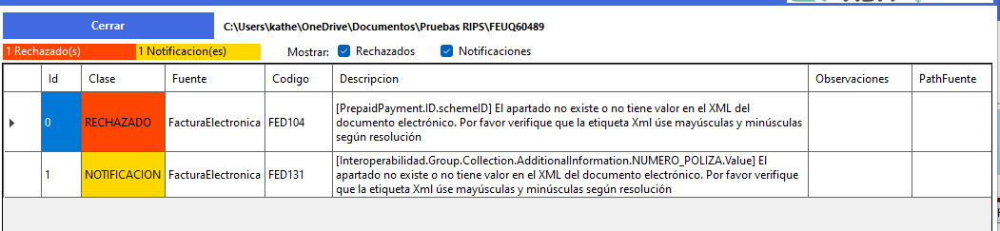 Cerrar
C:\Users\kathe\OneDrive\Documentos\Pruebas RIPS\FEUQ60489
1 Rechazado(s) 1 Notificacion(es) Mostrar: Rechazados Notificaciones
Id Clase Fuente Codigo Descripcion Observaciones PathFuente
0 RECHAZADO FacturaElectronica FED104 [PrepaidPayment.ID.schemeID] El apartado no existe o no tiene valor en el XML del
documento electrónico. Por favor verifique que la etiqueta Xml úse mayúsculas y minúsculas
según resolución
1 NOTIFICACION FacturaElectronica FED131 [Interoperabilidad.Group.Collection.AdditionalInformation.NUMERO_POLIZA.Value] El
apartado no existe o no tiene valor en el XML del documento electrónico. Por favor verifique
que la etiqueta Xml úse mayúsculas y minúsculas según resolución